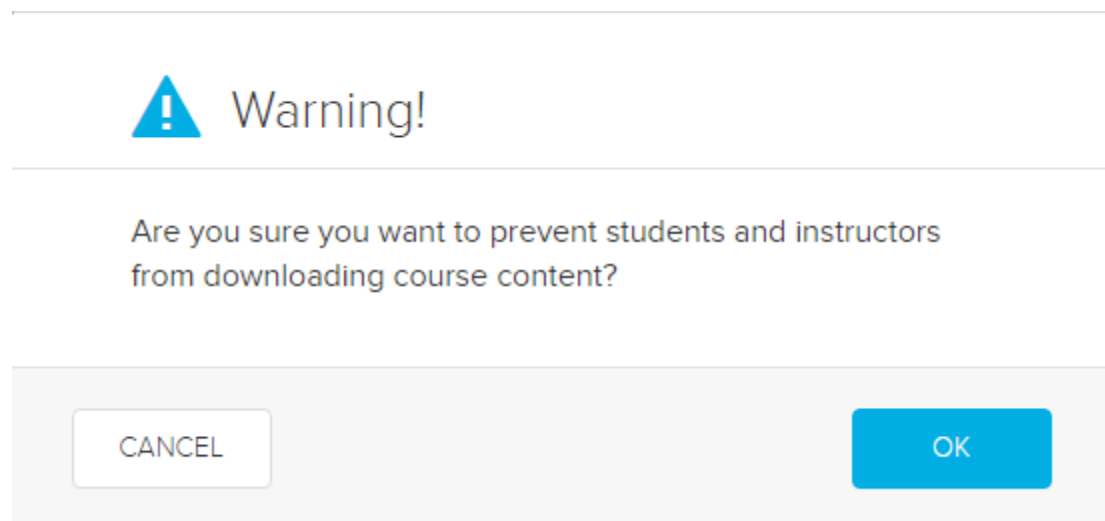 Warning!
Are you sure you want to prevent students and instructors
from downloading course content?
CANCEL
OK